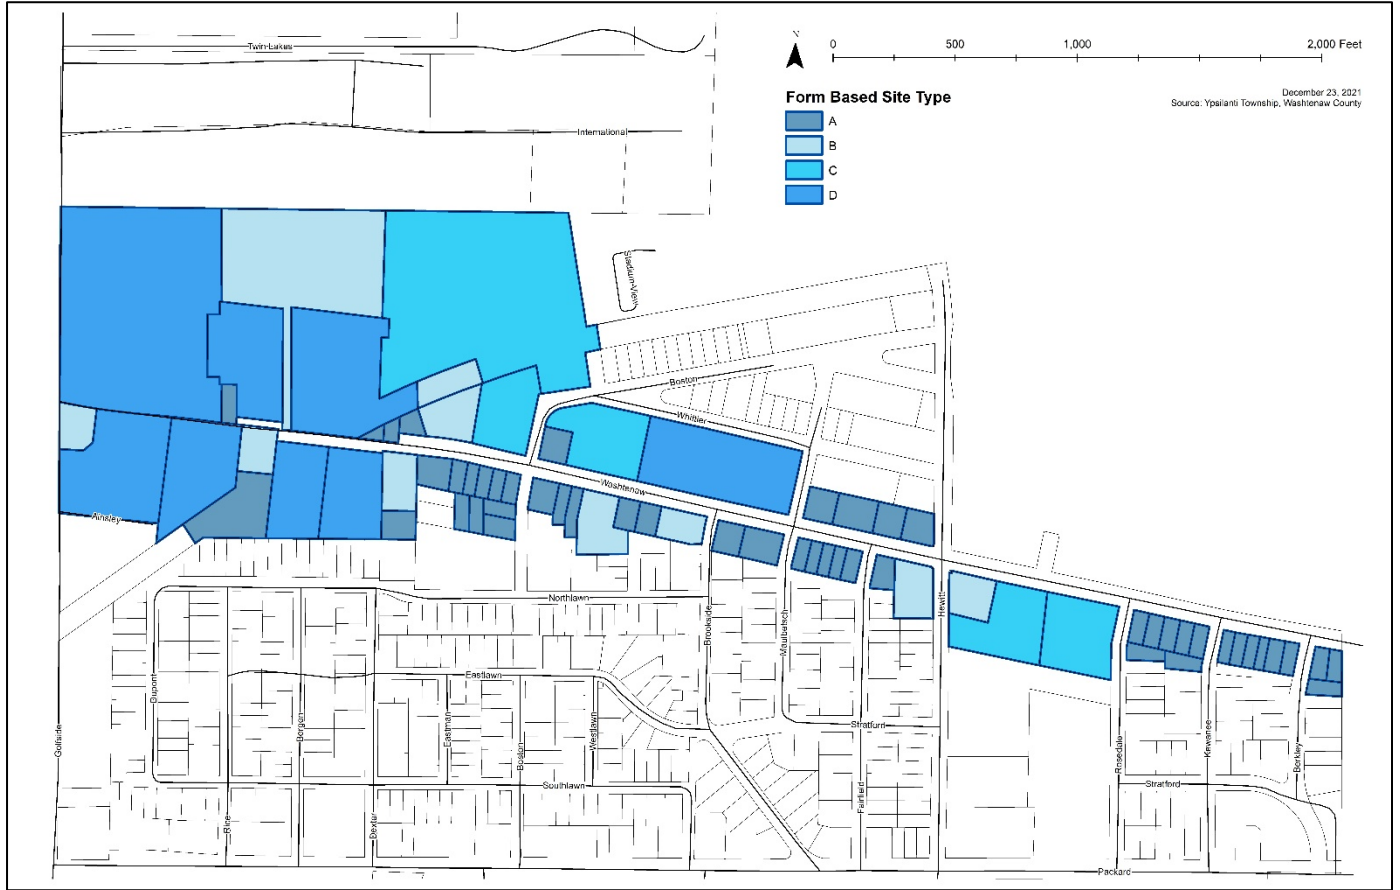 Twin Lakes
N
0 500 1,000 2,000 Feet
December 23, 2021
Source: Ypsilanti Township, Washtenaw County
Form Based Site Type
A
B
C
D
International
Stadium View
Boston
Whittier
Washtenaw
Ainsley
Northlawn
Brookside
Maulbetsch
Hewitt
Eastlawn
Dupont
Bergen
Eastman
Boston
Westlawn
Stratford
Golfside
Rosedale
Kewanee
Berkley
Southlawn
Stratford
Rice
Dexter
Fairfield
Packard